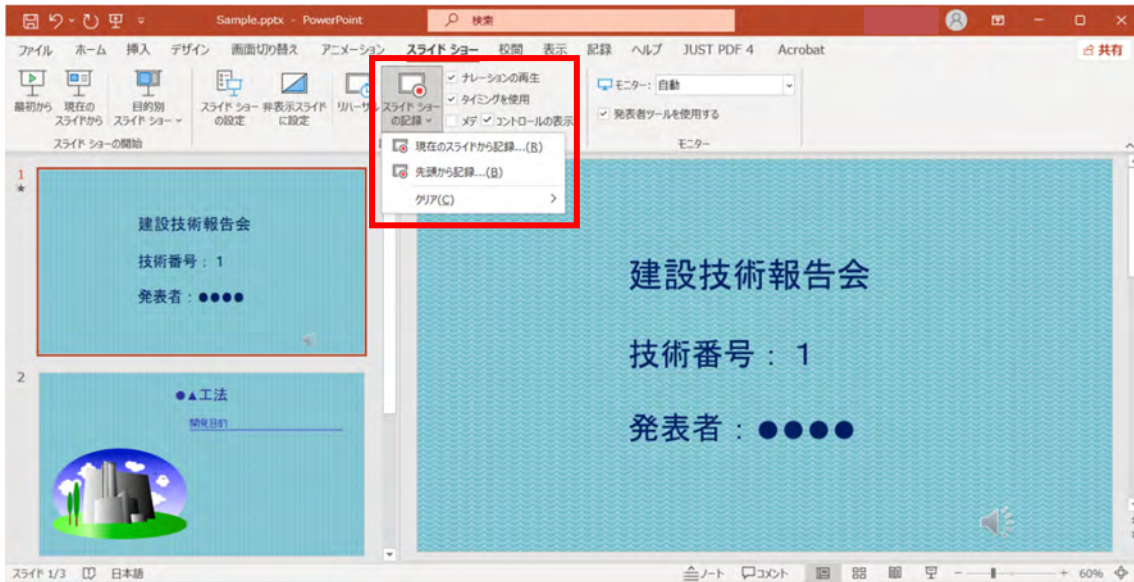 Sample.pptx - PowerPoint
検索
ファイル ホーム 挿入 デザイン 画面切り替え アニメーション スライド ショー 校閲 表示 記録 ヘルプ JUST PDF 4 Acrobat
共有
最初から
現在の
スライドから
目的別
スライド ショー
スライド ショー
の設定
非表示スライド
に設定
リハーサル
スライド ショー
の記録
ナレーションの再生
タイミングを使用
メデ
コントロールの表示
モニター: 自動
発表者ツールを使用する
スライド ショーの開始
モニター
現在のスライドから記録...(R)
先頭から記録...(B)
クリア(C)
1
建設技術報告会
技術番号：1
発表者：●●●●
2
●▲工法
開発目的
建設技術報告会
技術番号：1
発表者：●●●●
スライド 1/3 日本語
ノート コメント 60%